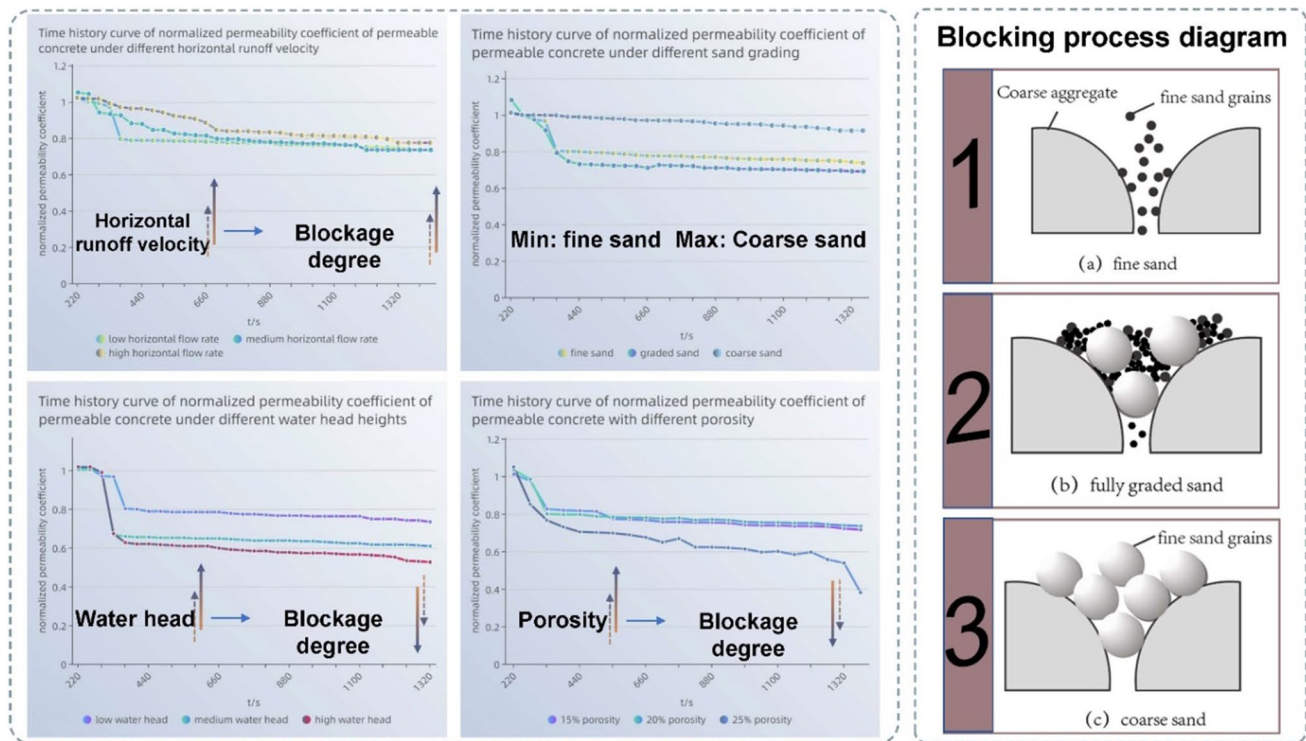 Time history curve of normalized permeability coefficient of permeable
concrete under different horizontal runoff velocity
normalized permeability coefficient
1.2
1
0.8
0.6
0.4
0.2
0
Horizontal
runoff velocity
Blockage
degree
220
440
660
880
1100
1320
t/s
low horizontal flow rate
medium horizontal flow rate
high horizontal flow rate
Time history curve of normalized permeability coefficient of
permeable concrete under different sand grading
normalized permeability coefficient
1.2
1
0.8
0.6
0.4
0.2
0
Min: fine sand Max: Coarse sand
220
440
660
880
1100
1320
t/s
fine sand
graded sand
coarse sand
Time history curve of normalized permeability coefficient of
permeable concrete under different water head heights
normalized permeability coefficient
1.2
1
0.8
0.6
0.4
0.2
0
Water head
Blockage
degree
220
440
660
880
1100
1320
t/s
low water head
medium water head
high water head
Time history curve of normalized permeability coefficient of
permeable concrete with different porosity
normalized permeability coefficient
1.2
1
0.8
0.6
0.4
0.2
0
Porosity
Blockage
degree
220
440
660
880
1100
1320
t/s
15% porosity
20% porosity
25% porosity
Blocking process diagram
1
Coarse aggregate
fine sand grains
(a) fine sand
2
(b) fully graded sand
3
fine sand grains
(c) coarse sand